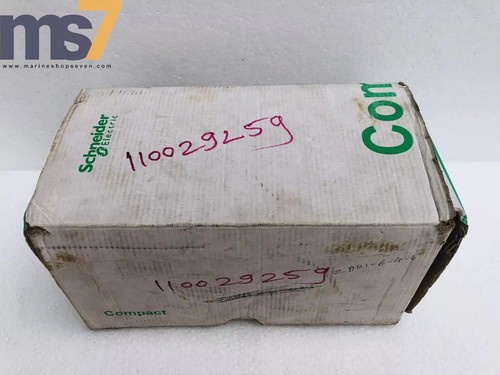 ms7
www.marineshopseven.com
Schneider
Electric
110029259
Com
110029259
Compact